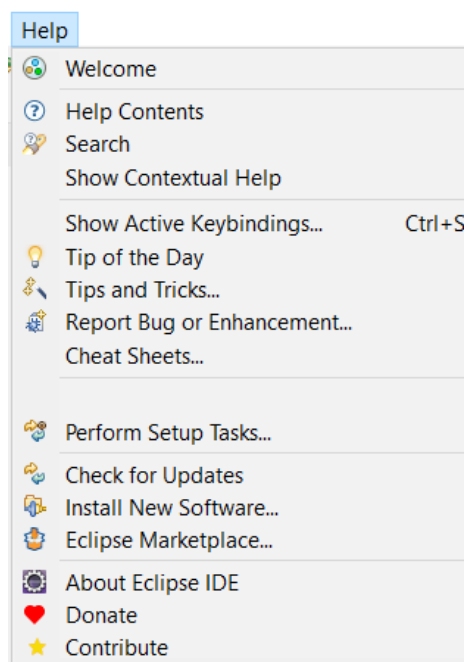 Help
Welcome
Help Contents
Search
Show Contextual Help
Show Active Keybindings... Ctrl+S
Tip of the Day
Tips and Tricks...
Report Bug or Enhancement...
Cheat Sheets...
Perform Setup Tasks...
Check for Updates
Install New Software...
Eclipse Marketplace...
About Eclipse IDE
Donate
Contribute